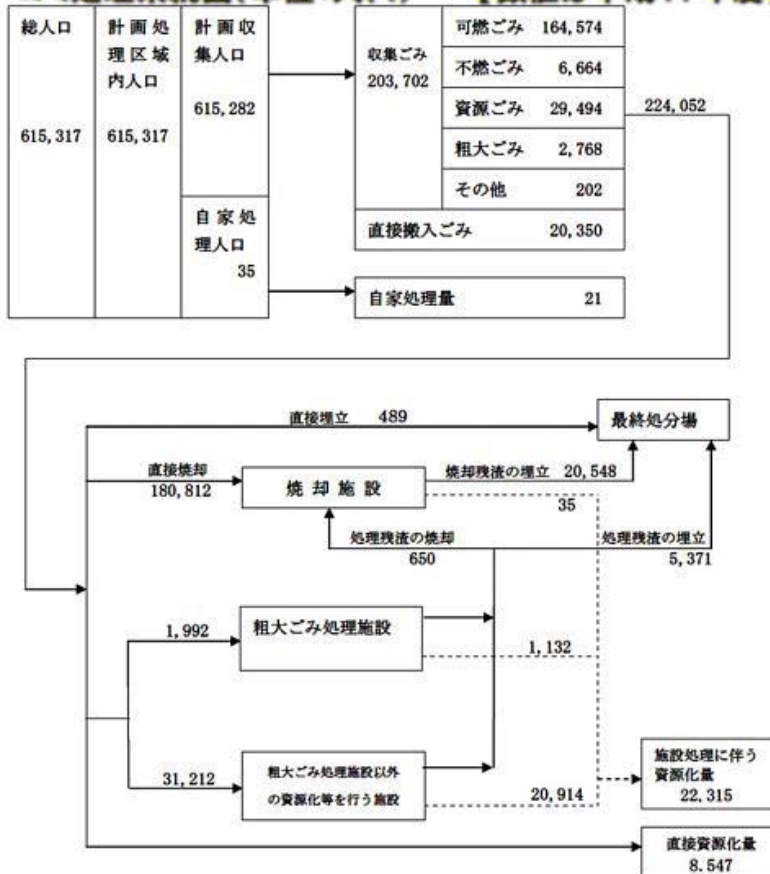 総人口
615,317
計画処
理区域
内人口
615,317
計画収
集人口
615,282
自家処
理人口
35
収集ごみ
203,702
可燃ごみ 164,574
不燃ごみ 6,664
資源ごみ 29,494
粗大ごみ 2,768
その他 202
直接搬入ごみ 20,350
自家処理量 21
224,052
直接埋立 489
最終処分場
直接焼却
180,812
焼却施設
焼却残渣の埋立 20,548
35
処理残渣の焼却
650
処理残渣の埋立
5,371
1,992
粗大ごみ処理施設
1,132
31,212
粗大ごみ処理施設以外
の資源化等を行う施設
20,914
施設処理に伴う
資源化量
22,315
直接資源化量
8,547